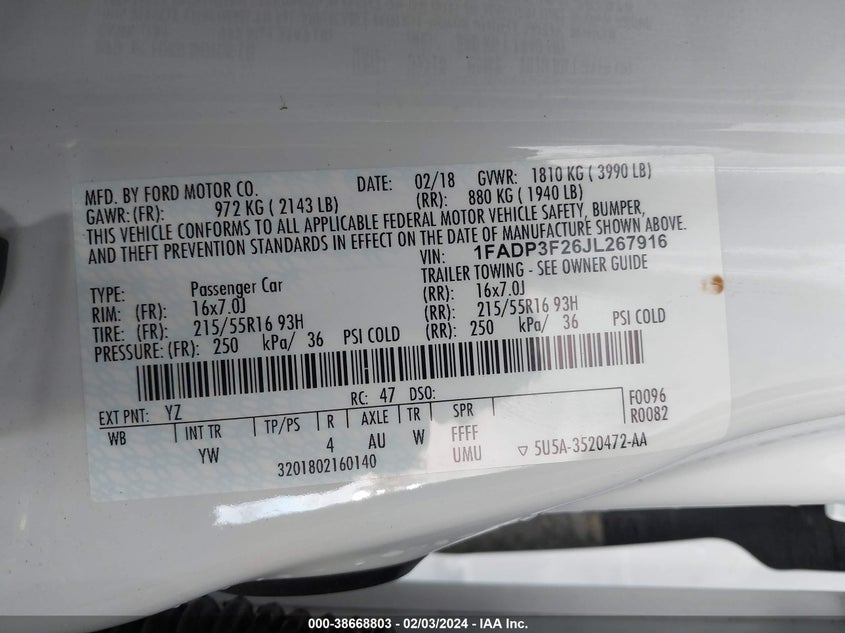 MFD. BY FORD MOTOR CO. DATE: 02/18 GVWR: 1810 KG ( 3990 LB)
GAWR: (FR): 972 KG ( 2143 LB) (RR): 880 KG ( 1940 LB)
THIS VEHICLE CONFORMS TO ALL APPLICABLE FEDERAL MOTOR VEHICLE SAFETY, BUMPER,
AND THEFT PREVENTION STANDARDS IN EFFECT ON THE DATE OF MANUFACTURE SHOWN ABOVE.
VIN: 1FADP3F26JL267916
TRAILER TOWING - SEE OWNER GUIDE
TYPE: Passenger Car
RIM: (FR): 16x7.0J (RR): 16x7.0J
TIRE: (FR): 215/55R16 93H (RR): 215/55R16 93H
PRESSURE: (FR): 250 kPa/ 36 PSI COLD (RR): 250 kPa/ 36 PSI COLD
EXT PNT: YZ RC: 47 DSO: F0096
WB INT TR TP/PS R AXLE TR SPR R0082
YW 4 AU W FFFF
3201802160140 UMU ▽ 5U5A-3520472-AA
000-38668803 - 02/03/2024 - IAA Inc.